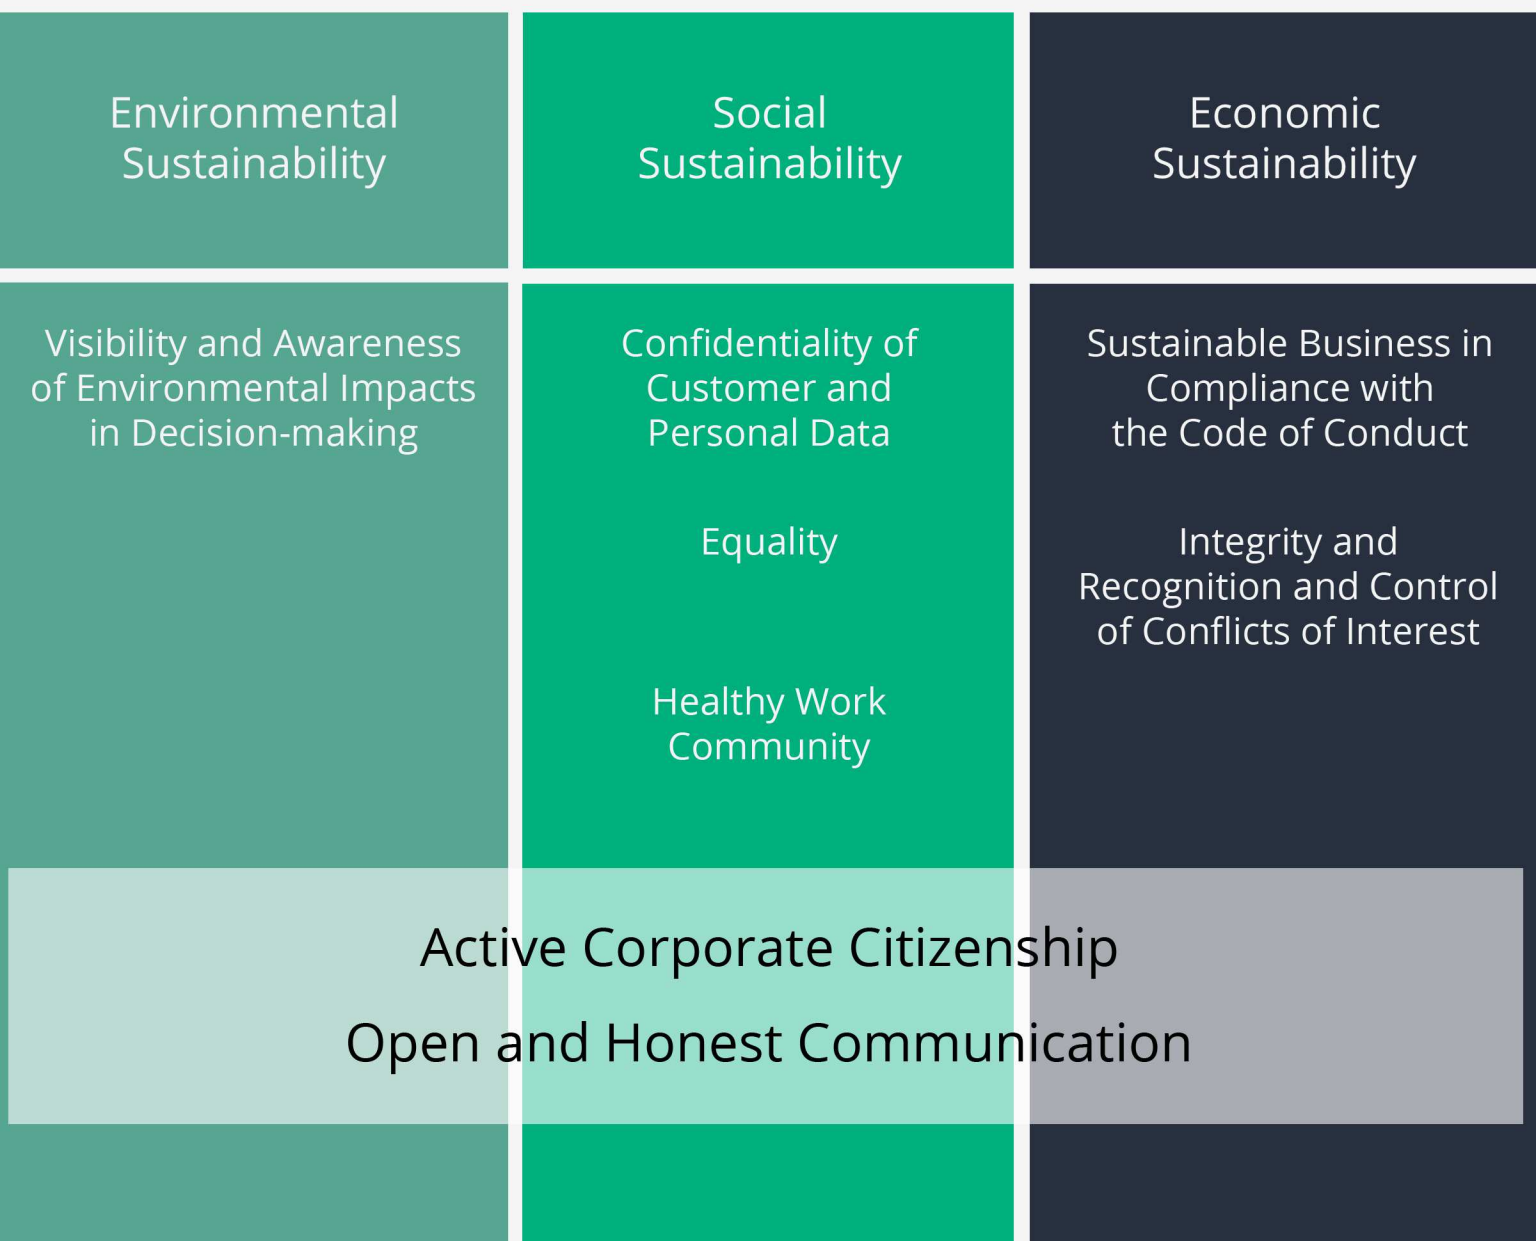 Environmental
Sustainability
Social
Sustainability
Economic
Sustainability
Visibility and Awareness
of Environmental Impacts
in Decision-making
Confidentiality of
Customer and
Personal Data
Equality
Healthy Work
Community
Sustainable Business in
Compliance with
the Code of Conduct
Integrity and
Recognition and Control
of Conflicts of Interest
Active Corporate Citizenship
Open and Honest Communication